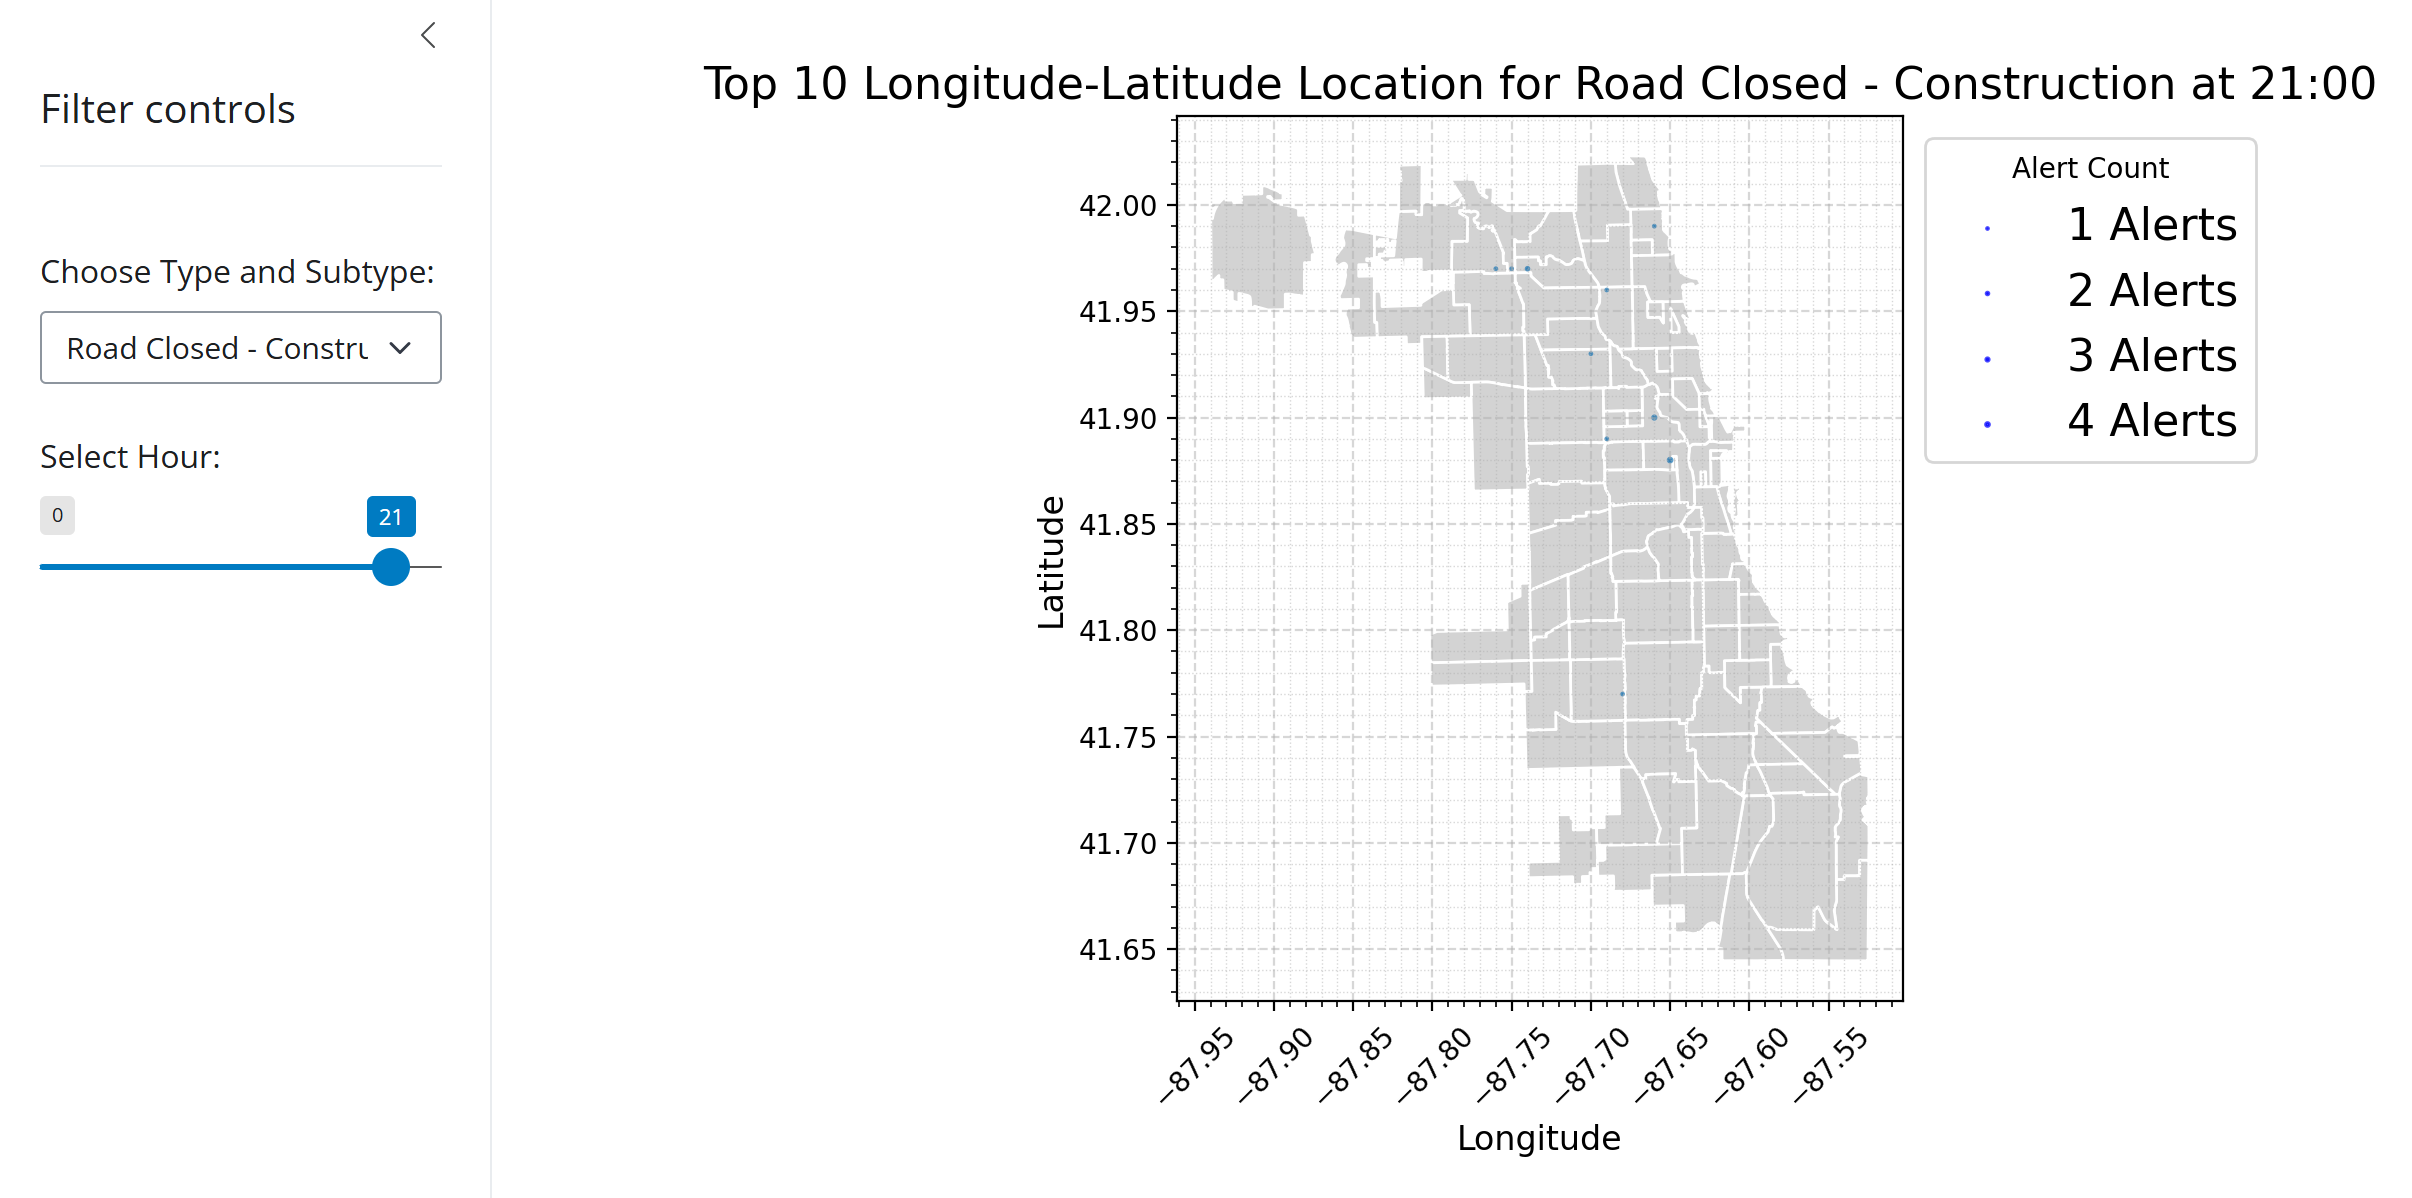 Filter controls
Choose Type and Subtype:
Road Closed - Constru
Select Hour:
0
21
Top 10 Longitude-Latitude Location for Road Closed - Construction at 21:00
Alert Count
1 Alerts
2 Alerts
3 Alerts
4 Alerts
Latitude
42.00
41.95
41.90
41.85
41.80
41.75
41.70
41.65
−87.95
−87.90
−87.85
−87.80
−87.75
−87.70
−87.65
−87.60
−87.55
Longitude